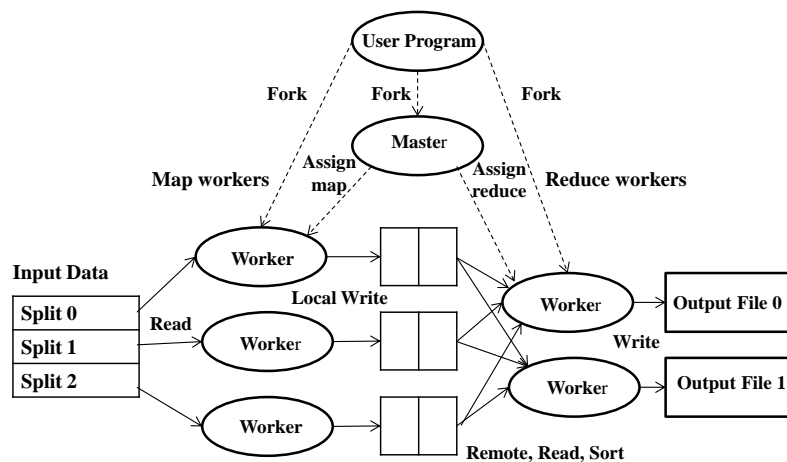 User Program
Fork
Fork
Fork
Master
Assign
map
Assign
reduce
Map workers
Reduce workers
Worker
Input Data
Split 0
Split 1
Split 2
Read
Local Write
Worker
Worker
Worker
Worker
Output File 0
Write
Output File 1
Remote, Read, Sort